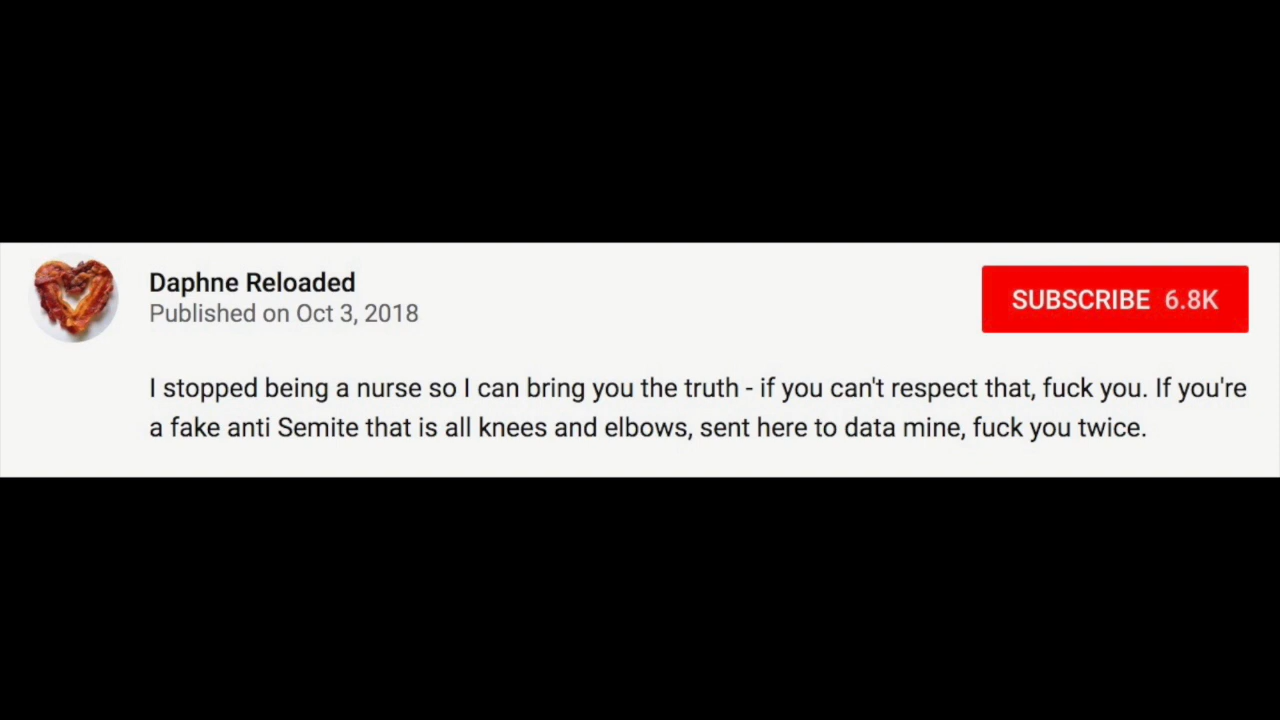 Daphne Reloaded
Published on Oct 3, 2018
SUBSCRIBE 6.8K
I stopped being a nurse so I can bring you the truth - if you can't respect that, fuck you. If you're
a fake anti Semite that is all knees and elbows, sent here to data mine, fuck you twice.